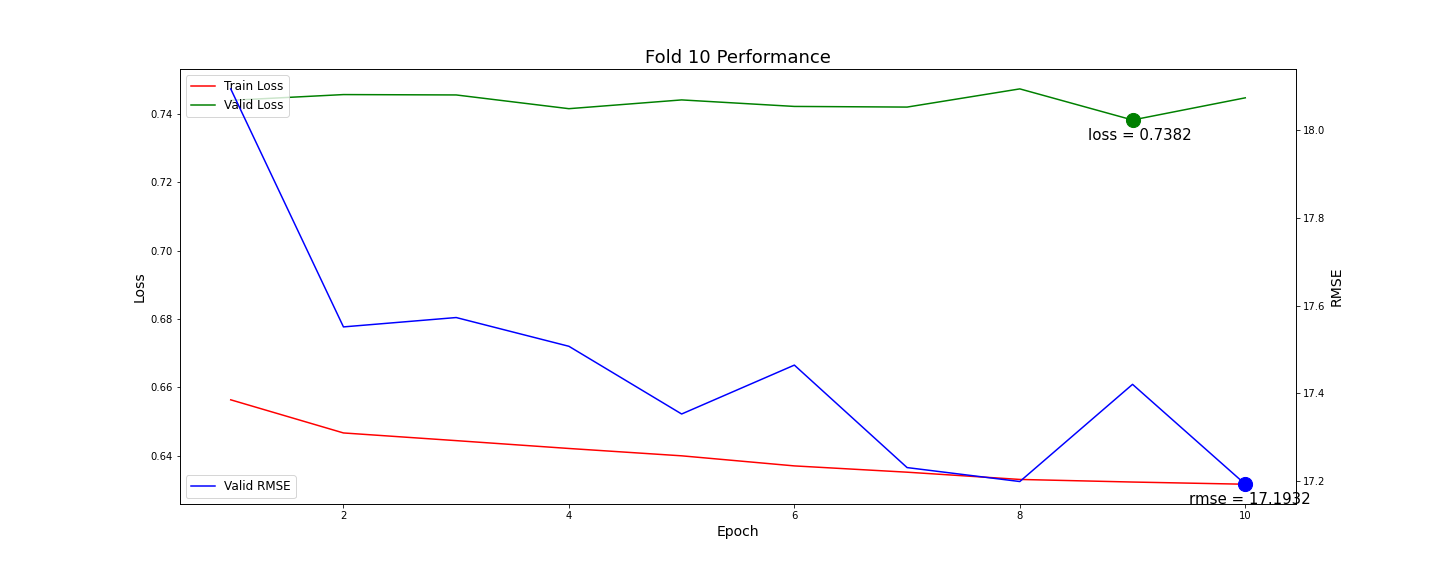 Fold 10 Performance
Train Loss
Valid Loss
0.74
0.72
0.70
0.68
0.66
0.64
Loss
18.0
17.8
17.6
17.4
17.2
RMSE
loss = 0.7382
Valid RMSE
rmse = 17.1932
2
4
6
8
10
Epoch